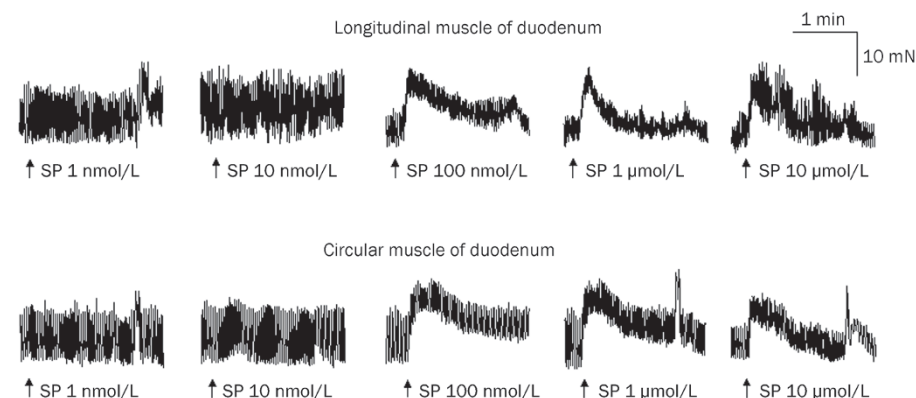 Longitudinal muscle of duodenum
1 min
10 mN
↑ SP 1 nmol/L
↑ SP 10 nmol/L
↑ SP 100 nmol/L
↑ SP 1 µmol/L
↑ SP 10 µmol/L
Circular muscle of duodenum
↑ SP 1 nmol/L
↑ SP 10 nmol/L
↑ SP 100 nmol/L
↑ SP 1 µmol/L
↑ SP 10 µmol/L